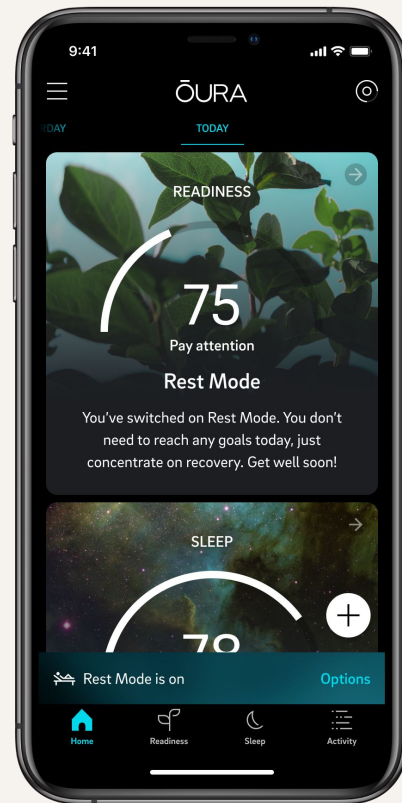 9:41
ŌURA
RDAY TODAY
READINESS
75
Pay attention
Rest Mode
You've switched on Rest Mode. You don't
need to reach any goals today, just
concentrate on recovery. Get well soon!
SLEEP
78
Rest Mode is on Options
Home Readiness Sleep Activity